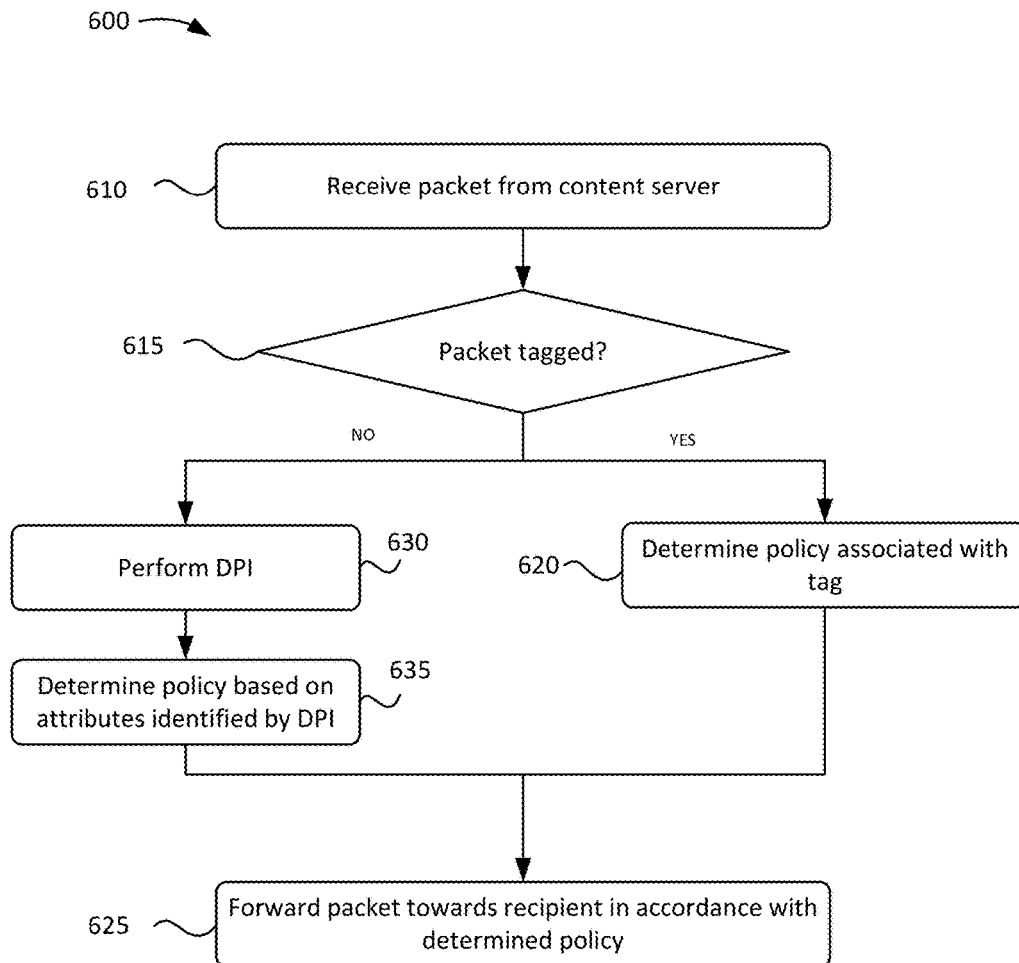 600
610
Receive packet from content server
615
Packet tagged?
NO
YES
Perform DPI
630
620
Determine policy associated with
tag
Determine policy based on
attributes identified by DPI
635
625
Forward packet towards recipient in accordance with
determined policy